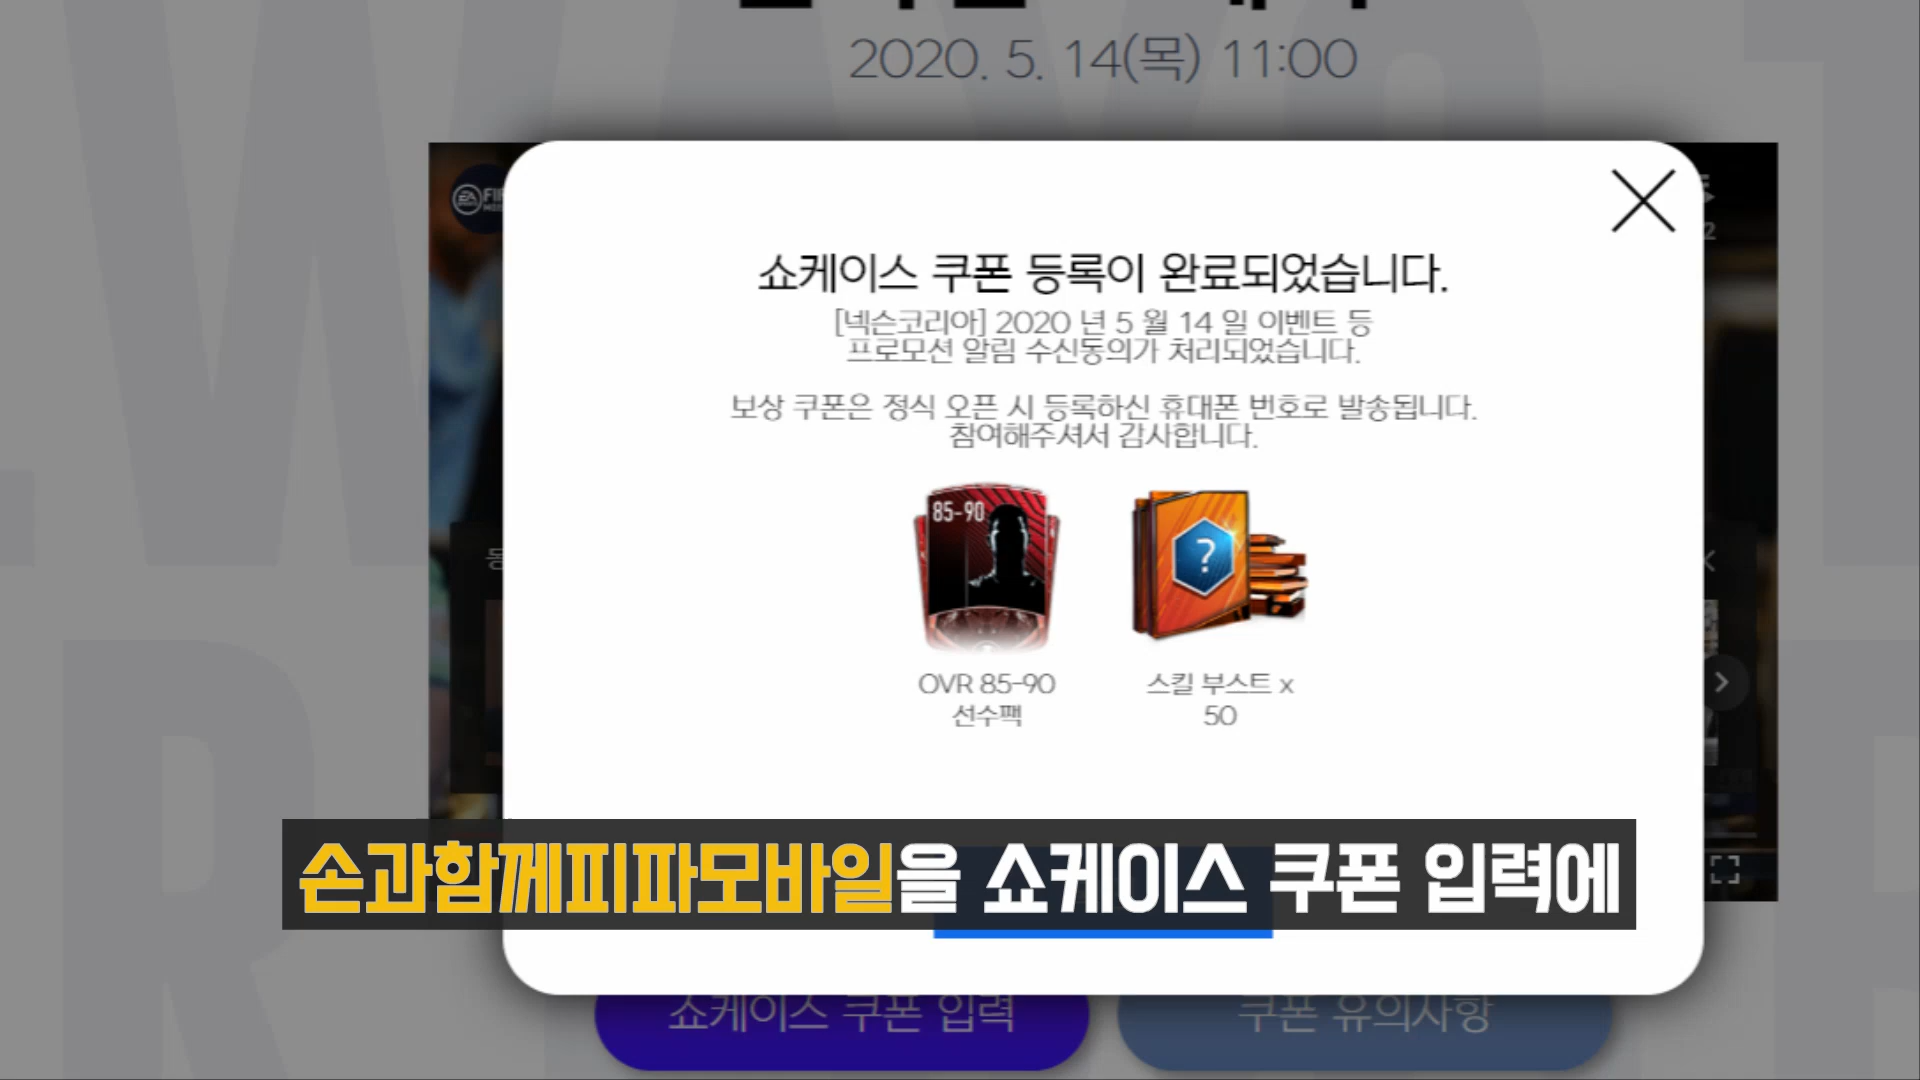 2020. 5. 14(목) 11:00
쇼케이스 쿠폰 등록이 완료되었습니다.
[넥슨코리아] 2020 년 5 월 14 일 이벤트 등
프로모션 알림 수신동의가 처리되었습니다.
보상 쿠폰은 정식 오픈 시 등록하신 휴대폰 번호로 발송됩니다.
참여해주셔서 감사합니다.
85-90
?
OVR 85-90
선수팩
스킬 부스트 x
50
손과함께피파모바일을 쇼케이스 쿠폰 입력에
쇼케이스 쿠폰 입력
쿠폰 유의사항